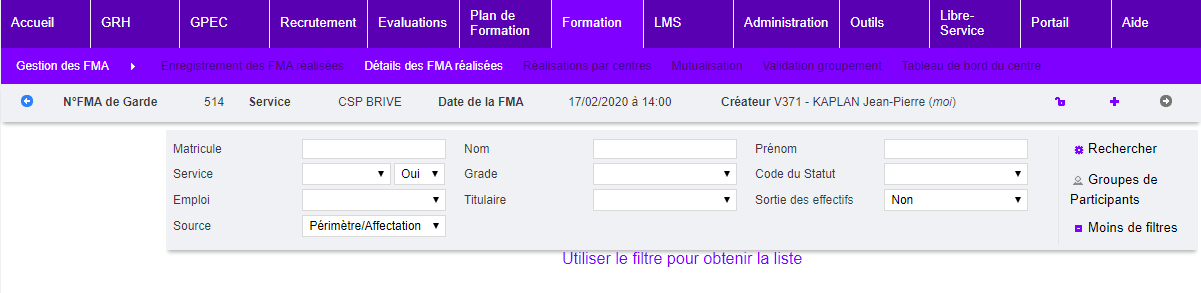 Accueil GRH GPEC Recrutement Evaluations Plan de Formation Formation LMS Administration Outils Libre-Service Portail Aide
Gestion des FMA Enregistrement des FMA réalisées Détails des FMA réalisées Réalisations par centres Mutualisation Validation groupement Tableau de bord du centre
N°FMA de Garde 514 Service CSP BRIVE Date de la FMA 17/02/2020 à 14:00 Créateur V371 - KAPLAN Jean-Pierre (moi)
Matricule Nom Prénom Rechercher
Service Oui Grade Code du Statut Groupes de Participants
Emploi Titulaire Sortie des effectifs Non
Source Périmètre/Affectation Moins de filtres
Utiliser le filtre pour obtenir la liste